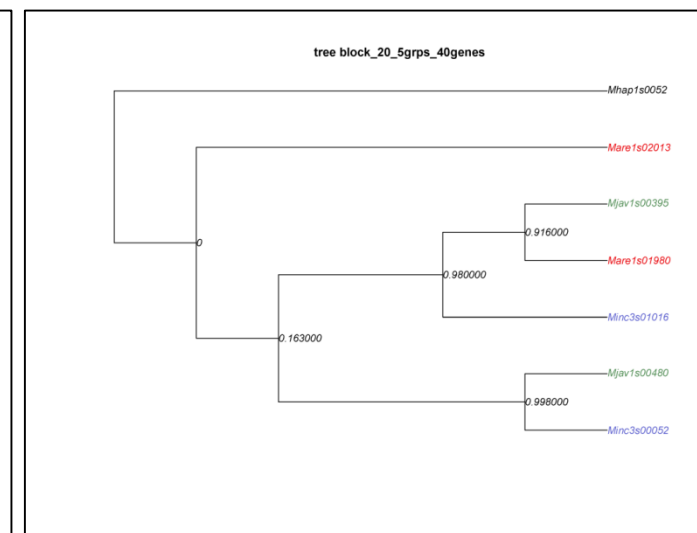 tree block_20_5grps_40genes
Mhap1s0052
Mare1s02013
Mjav1s00395
0.916000
0
Mare1s01980
0.980000
Minc3s01016
0.163000
Mjav1s00480
0.998000
Minc3s00052